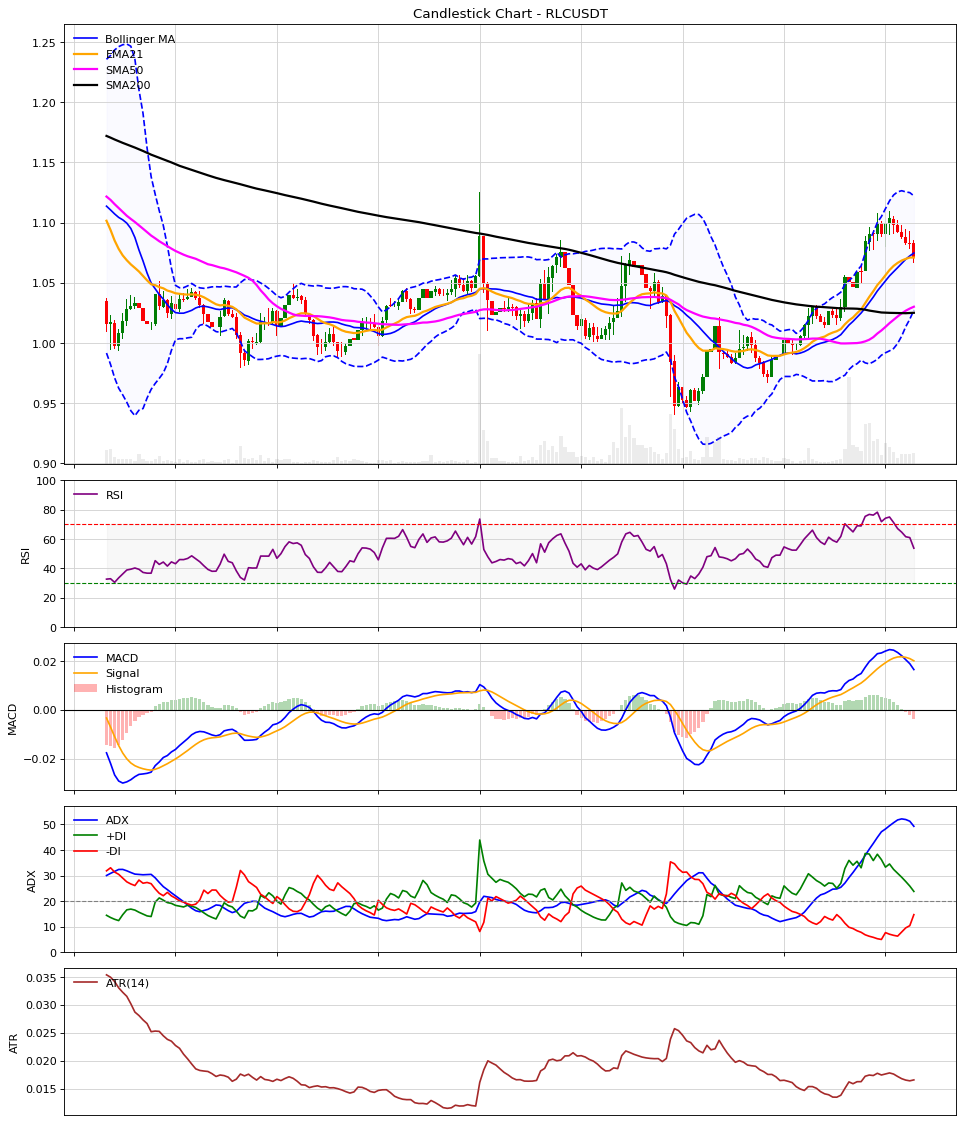 Candlestick Chart - RLCUSDT
Bollinger MA
EMA21
SMA50
SMA200
1.25
1.20
1.15
1.10
1.05
1.00
0.95
0.90
RSI
RSI
100
80
60
40
20
0
MACD
Signal
Histogram
MACD
0.02
0.00
−0.02
ADX
+DI
-DI
ADX
50
40
30
20
10
0
ATR(14)
ATR
0.035
0.030
0.025
0.020
0.015